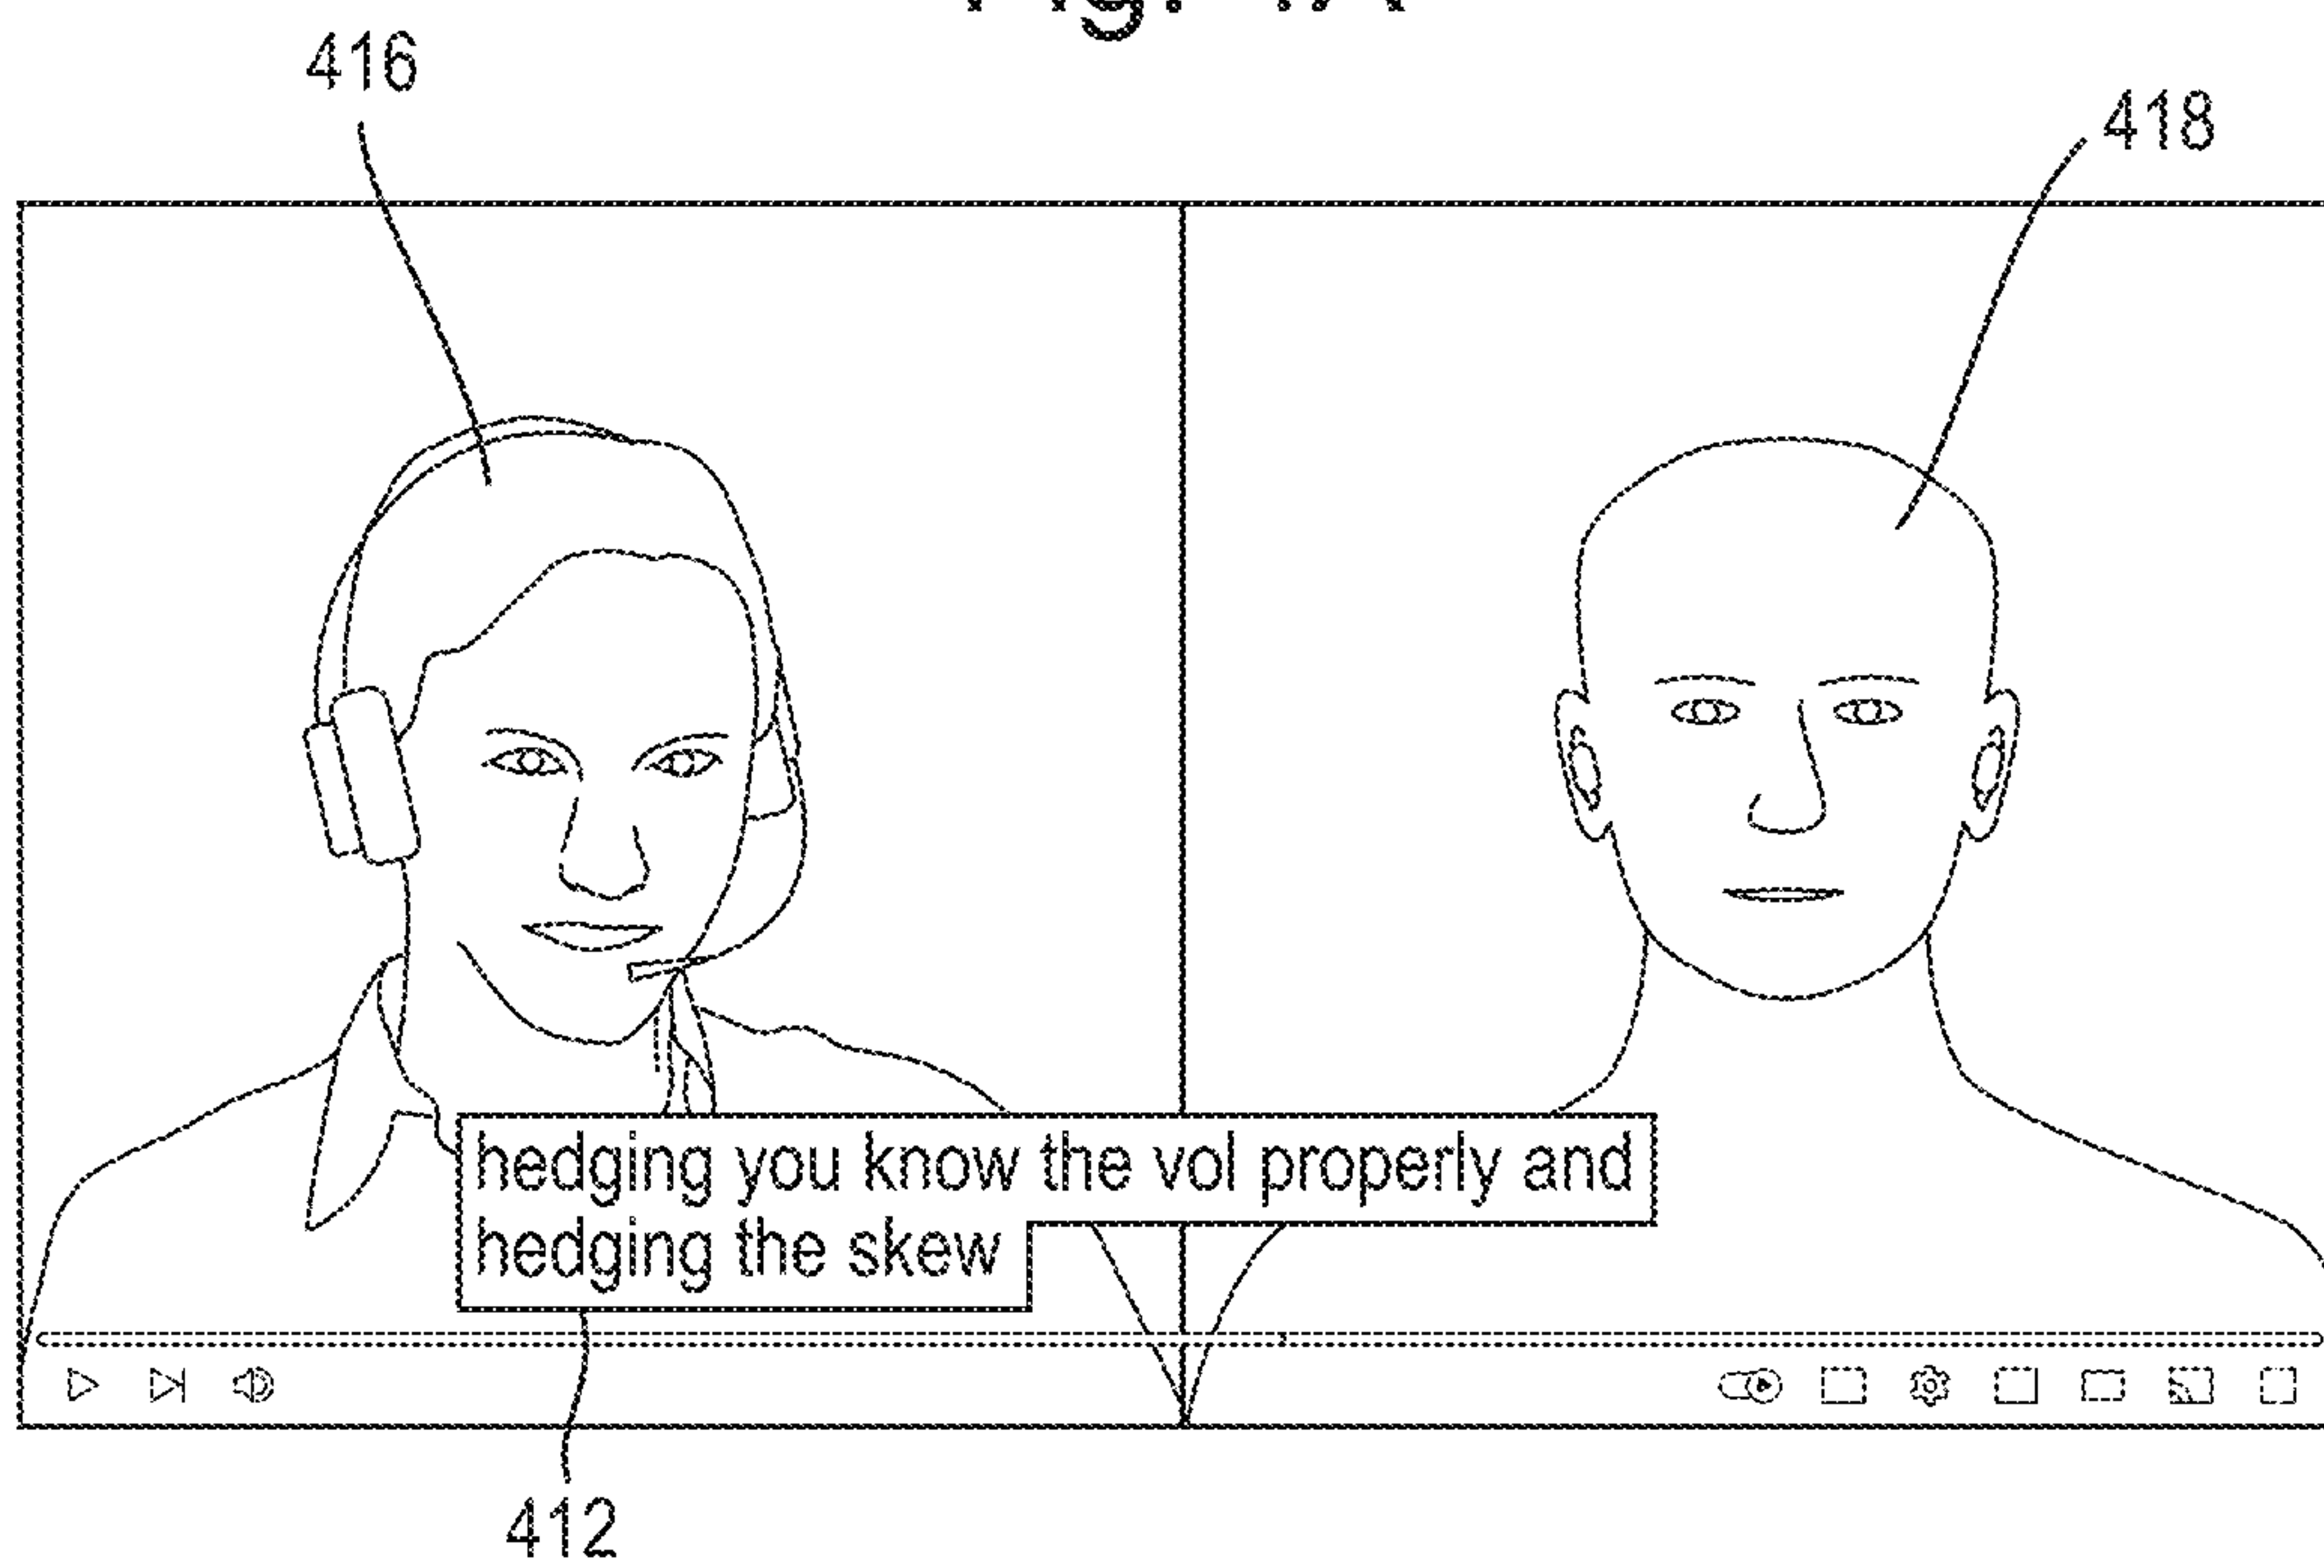 416
418
hedging you know the vol properly and
hedging the skew
412